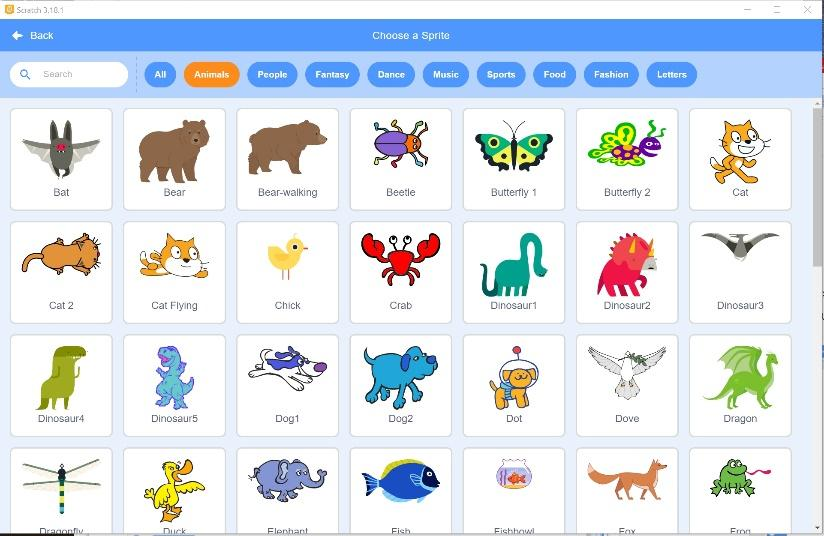 Scratch 3.18.1
Back
Choose a Sprite
Search
All
Animals
People
Fantasy
Dance
Music
Sports
Food
Fashion
Letters
Bat
Bear
Bear-walking
Beetle
Butterfly 1
Butterfly 2
Cat
Cat 2
Cat Flying
Chick
Crab
Dinosaur1
Dinosaur2
Dinosaur3
Dinosaur4
Dinosaur5
Dog1
Dog2
Dot
Dove
Dragon
Dragonfly
Duck
Elephant
Fish
Fishbowl
Fox
Frog